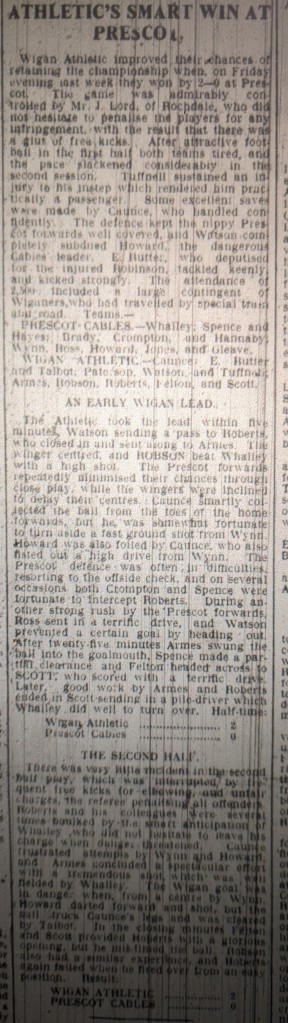 ATHLETIC'S SMART WIN AT
PRESCOT.
Wigan Athletic improved their chances of
retaining the championship when, on Friday
evening last week they won by 2—0 at Pres-
cot. The game was admirably con-
trolled by Mr. J. Lord, of Rochdale, who did
not hesitate to penalise the players for any
infringement, with the result that there was
a glut of free kicks. After attractive foot-
ball in the first half both teams tired, and
the pace slackened considerably in the
second session. Tuffnell sustained an in-
jury to his instep which rendered him prac-
tically a passenger. Some excellent saves
were made by Caunce, who handled con-
fidently. The defence kept the nippy Pres-
cot forwards well covered, and Watson com-
pletely subdued Howard, the dangerous
Cables leader. E. Butter, who deputised
for the injured Robinson, tackled keenly,
and kicked strongly. The attendance of
included a large contingent of
Wiganers, who had travelled by special train
and road. Teams.—
PRESCOT CABLES.—Whalley; Spence and
Hayes; Brady, Crompton, and Hannaby;
Wynn, Ross, Howard, Jones, and Gleave.
WIGAN ATHLETIC.—Caunce; E. Butter
and Talbot; Paterson, Watson, and Tuffnell;
Armes, Robson, Roberts, Felton, and Scott.
AN EARLY WIGAN LEAD.
The Athletic took the lead within five
minutes, Watson sending a pass to Roberts,
who closed in and sent along to Armes. The
winger centred, and ROBSON beat Whalley
with a high shot. The Prescot forwards
repeatedly minimised their chances through
close play, while the wingers were inclined
to delay their centres. Caunce smartly col-
lected the ball from the toes of the home
forwards, but he was somewhat fortunate
to turn aside a fast ground shot from Wynn.
Howard was also foiled by Caunce, who also
fisted out a high drive from Wynn. The
Prescot defence was often in difficulties,
resorting to the offside check, and on several
occasions both Crompton and Spence were
fortunate to intercept Roberts. During an-
other strong rush by the Prescot forwards,
Ross sent in a terrific drive, and Watson
prevented a certain goal by heading out.
After twenty-five minutes Armes swung the
ball into the goalmouth, Spence made a par-
tial clearance and Felton headed across to
SCOTT, who scored with a terrific drive.
Later, good work by Armes and Roberts
ended in Scott sending in a pile-driver which
Whalley did well to turn over. Half-time:
Wigan Athletic ............ 2
Prescot Cables ............ 0
THE SECOND HALF.
There was very little incident in the second
half play, which was interrupted by fre-
quent free kicks for elbowing, and unfair
charges, the referee penalising all offenders.
Roberts and his colleagues were several
times baulked by the smart anticipation of
Whalley, who did not hesitate to leave his
charge when danger threatened. Caunce
frustrated attempts by Wynn and Howard,
and Armes concluded a spectacular effort
with a tremendous shot, which was well
fielded by Whalley. The Wigan goal was
in danger when, from a centre by Wynn,
Howard darted forward and shot, but the
ball struck Caunce's legs and was cleared
by Talbot. In the closing minutes Felton
and Scott provided Roberts with a glorious
opening, but he mis-timed the ball. Robson
also had a similar experience, and Roberts
again failed when he fired over from an easy
position. Result:
WIGAN ATHLETIC ............ 2
PRESCOT CABLES ............ 0